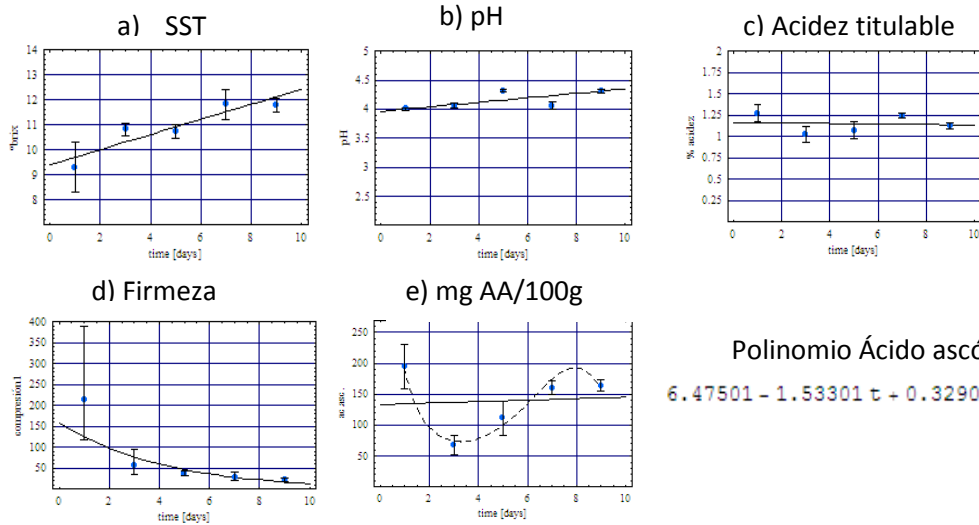 a) SST
b) pH
c) Acidez titulable
14
13
12
11
10
9
8
°brix
0 2 4 6 8 10
time [days]
5
4.5
4
3.5
3
2.5
pH
0 2 4 6 8 10
time [days]
2
1.75
1.5
1.25
1
0.75
0.5
0.25
% acidez
0 2 4 6 8 10
time [days]
d) Firmeza
e) mg AA/100g
400
350
300
250
200
150
100
50
compresión1
0 2 4 6 8 10
time [days]
250
200
150
100
50
ac asc.
0 2 4 6 8 10
time [days]
Polinomio Ácido ascó
6.47501 - 1.53301 t + 0.3290